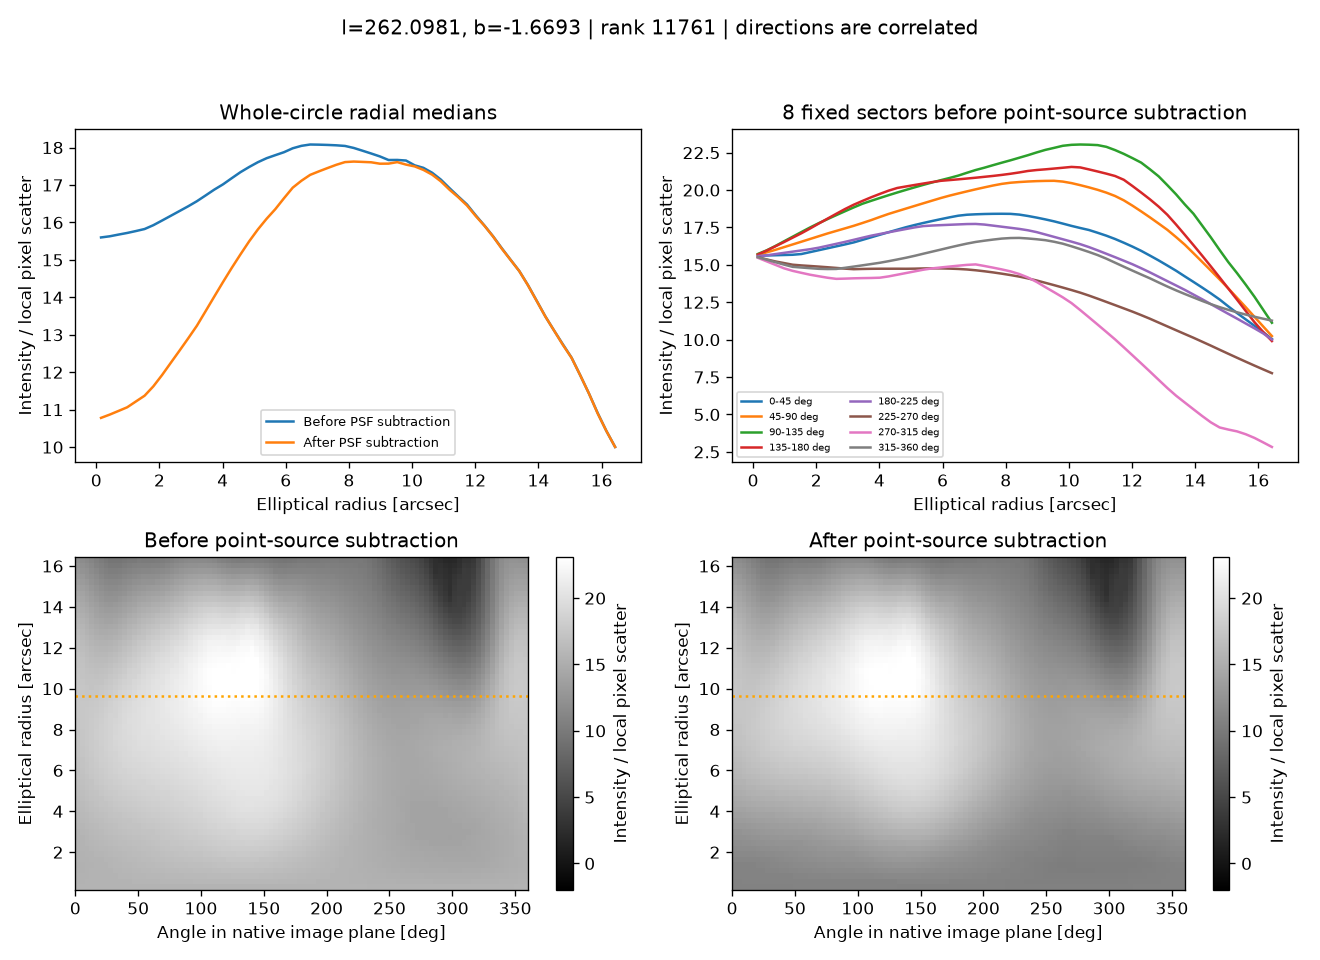 l=262.0981, b=-1.6693 | rank 11761 | directions are correlated
Whole-circle radial medians
Intensity / local pixel scatter
18
17
16
15
14
13
12
11
10
Before PSF subtraction
After PSF subtraction
0 2 4 6 8 10 12 14 16
Elliptical radius [arcsec]
8 fixed sectors before point-source subtraction
Intensity / local pixel scatter
22.5
20.0
17.5
15.0
12.5
10.0
7.5
5.0
2.5
0-45 deg
45-90 deg
90-135 deg
135-180 deg
180-225 deg
225-270 deg
270-315 deg
315-360 deg
0 2 4 6 8 10 12 14 16
Elliptical radius [arcsec]
Before point-source subtraction
Elliptical radius [arcsec]
16
14
12
10
8
6
4
2
0 50 100 150 200 250 300 350
Angle in native image plane [deg]
20
15
10
5
0
Intensity / local pixel scatter
After point-source subtraction
Elliptical radius [arcsec]
16
14
12
10
8
6
4
2
0 50 100 150 200 250 300 350
Angle in native image plane [deg]
20
15
10
5
0
Intensity / local pixel scatter